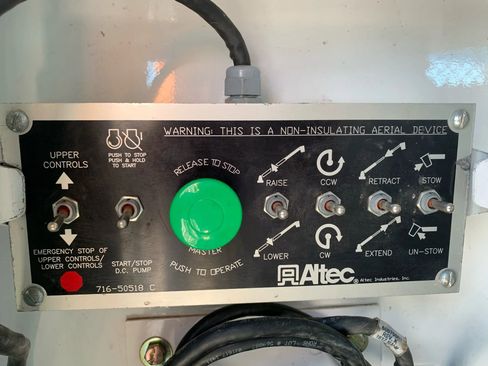 WARNING: THIS IS A NON-INSULATING AERIAL DEVICE
PUSH TO STOP
PUSH & HOLD
TO START
UPPER
CONTROLS
RELEASE TO STOP
RAISE
CCW
RETRACT
STOW
EMERGENCY STOP OF
UPPER CONTROLS/
LOWER CONTROLS
START/STOP
D.C. PUMP
MASTER
PUSH TO OPERATE
LOWER
CW
EXTEND
UN-STOW
716-50518 C
Altec
Altec Industries, Inc.